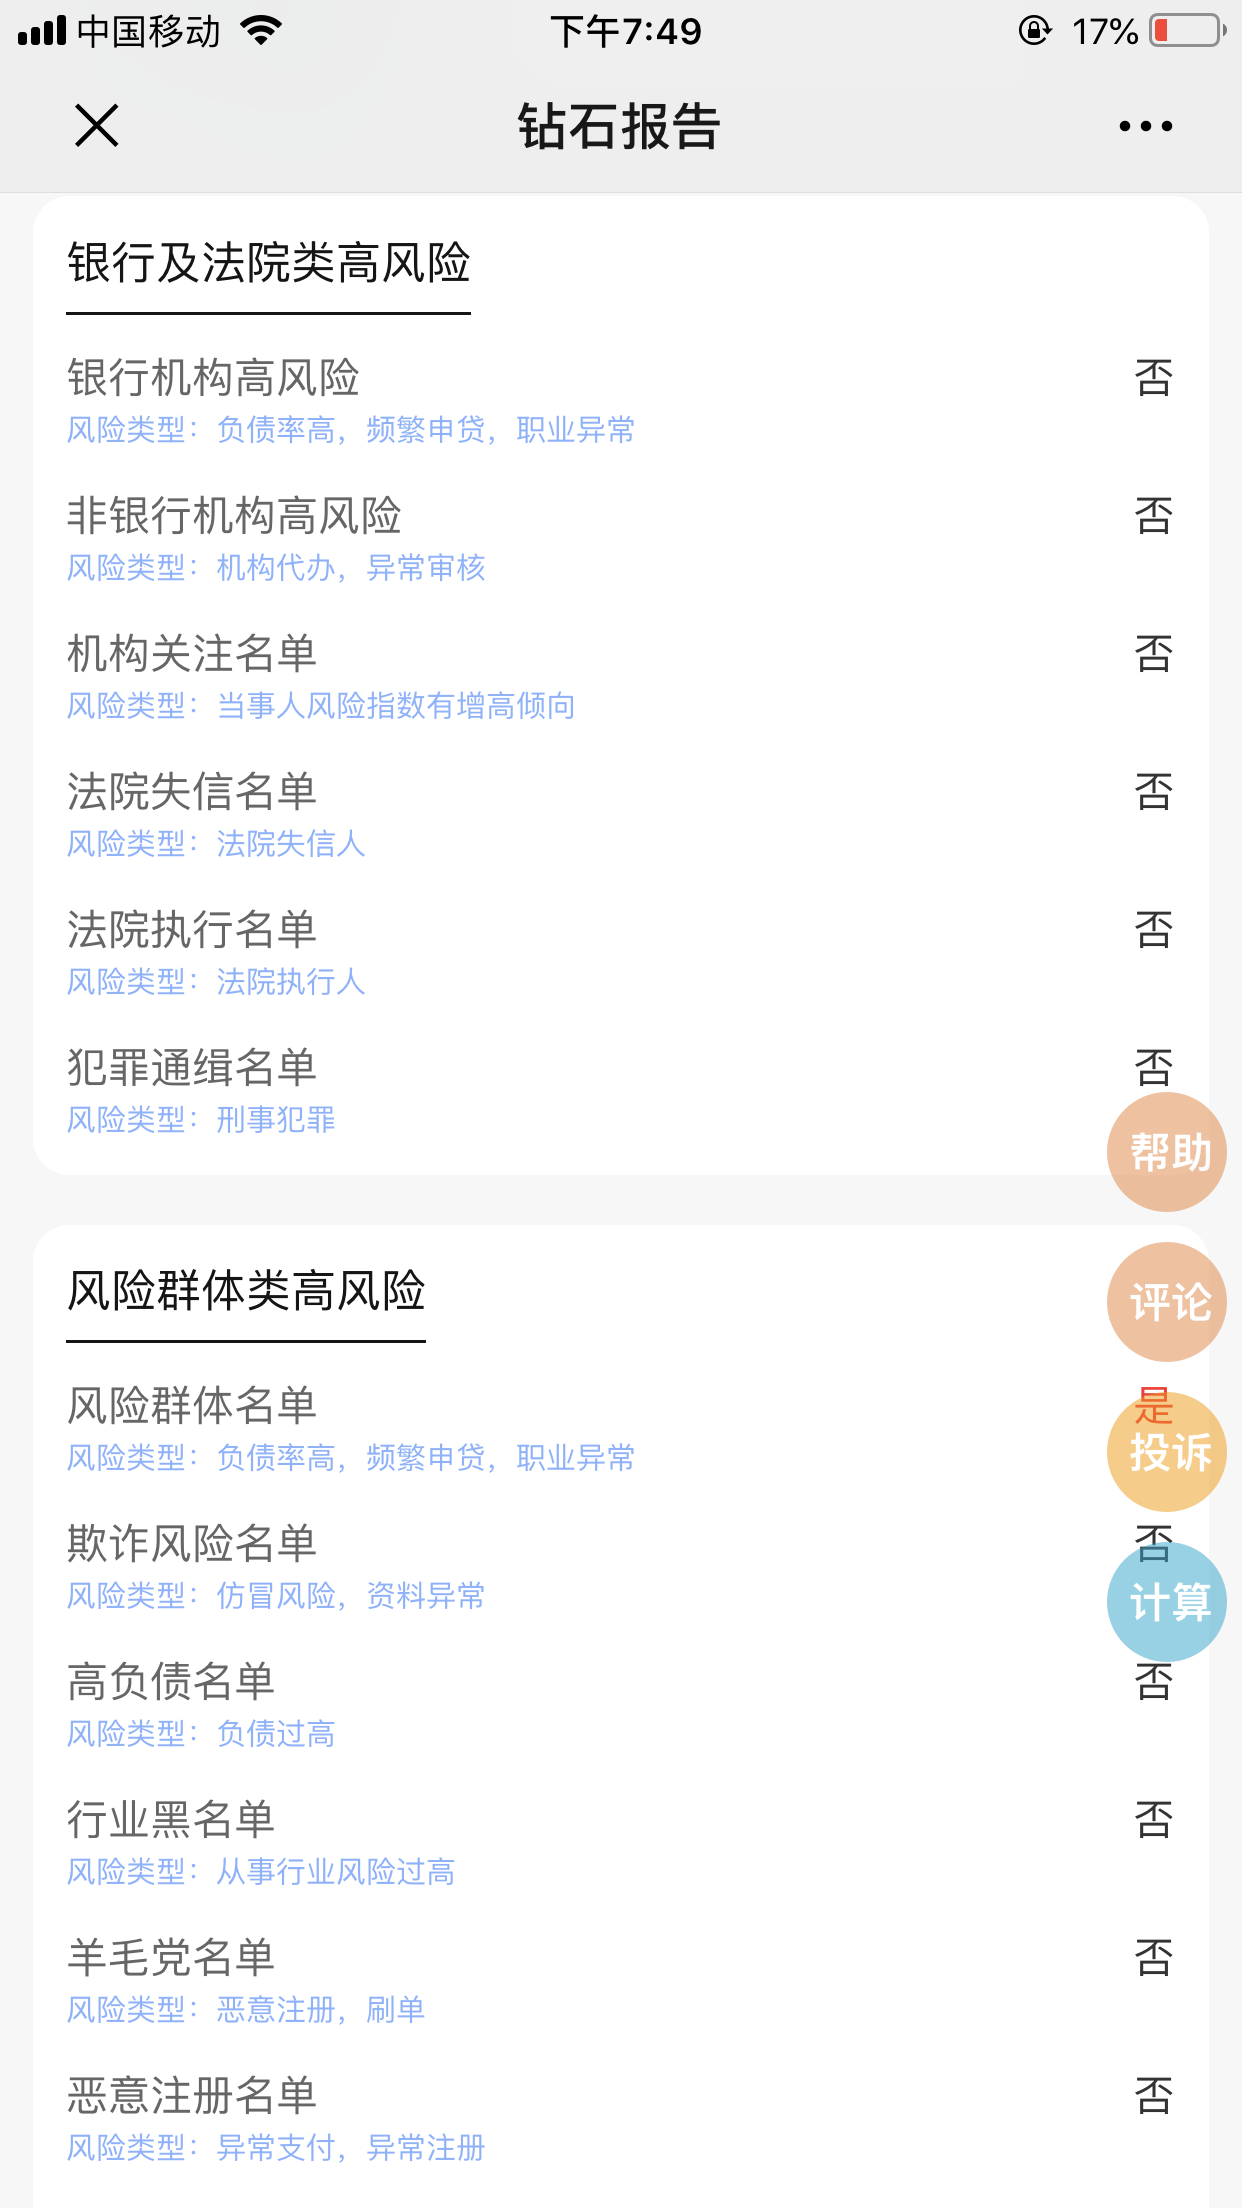 中国移动 下午7:49 17%
钻石报告
银行及法院类高风险
银行机构高风险 否
风险类型：负债率高，频繁申贷，职业异常
非银行机构高风险 否
风险类型：机构代办，异常审核
机构关注名单 否
风险类型：当事人风险指数有增高倾向
法院失信名单 否
风险类型：法院失信人
法院执行名单 否
风险类型：法院执行人
犯罪通缉名单 否
风险类型：刑事犯罪
帮助
风险群体类高风险
评论
风险群体名单 是
风险类型：负债率高，频繁申贷，职业异常
投诉
欺诈风险名单 否
风险类型：仿冒风险，资料异常
计算
高负债名单 否
风险类型：负债过高
行业黑名单 否
风险类型：从事行业风险过高
羊毛党名单 否
风险类型：恶意注册，刷单
恶意注册名单 否
风险类型：异常支付，异常注册